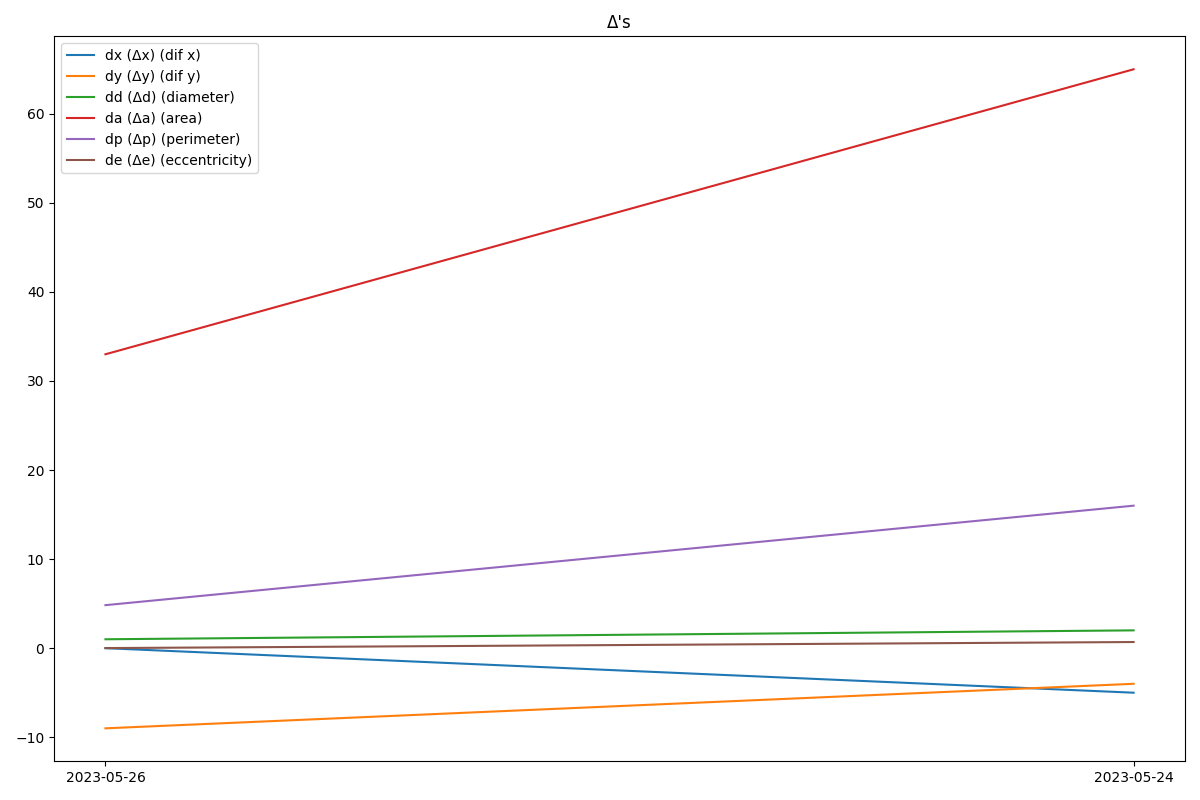 Δ's
dx (Δx) (dif x)
dy (Δy) (dif y)
dd (Δd) (diameter)
da (Δa) (area)
dp (Δp) (perimeter)
de (Δe) (eccentricity)
60
50
40
30
20
10
0
−10
2023-05-26 2023-05-24